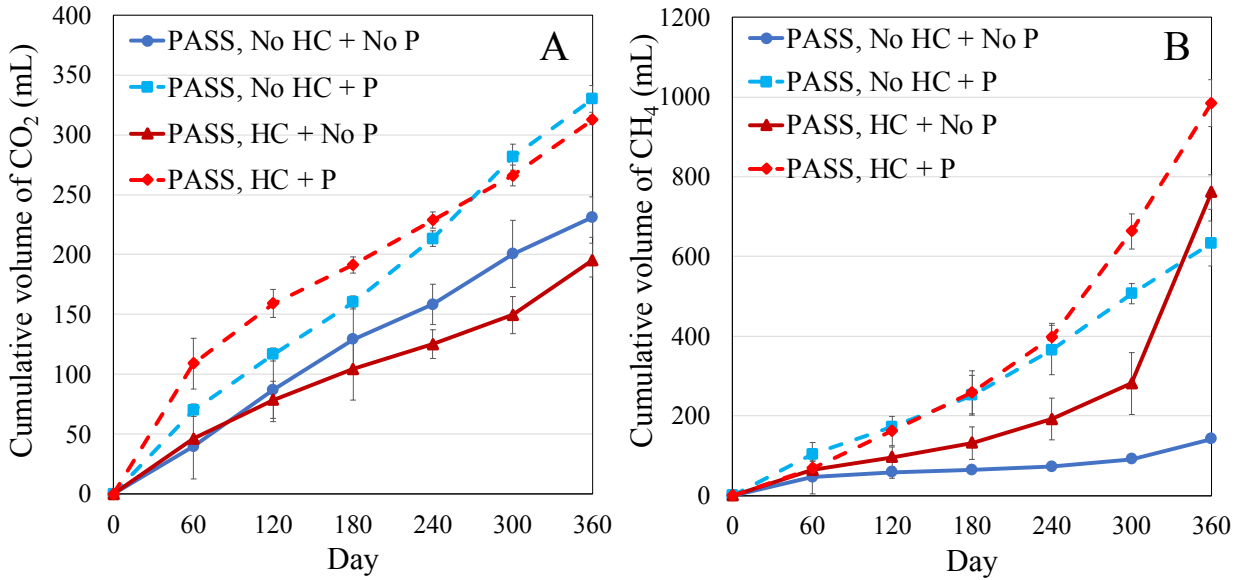 A
Cumulative volume of CO₂ (mL)
400
350
300
250
200
150
100
50
0
PASS, No HC + No P
PASS, No HC + P
PASS, HC + No P
PASS, HC + P
0 60 120 180 240 300 360
Day
B
Cumulative volume of CH₄ (mL)
1200
1000
800
600
400
200
0
PASS, No HC + No P
PASS, No HC + P
PASS, HC + No P
PASS, HC + P
0 60 120 180 240 300 360
Day